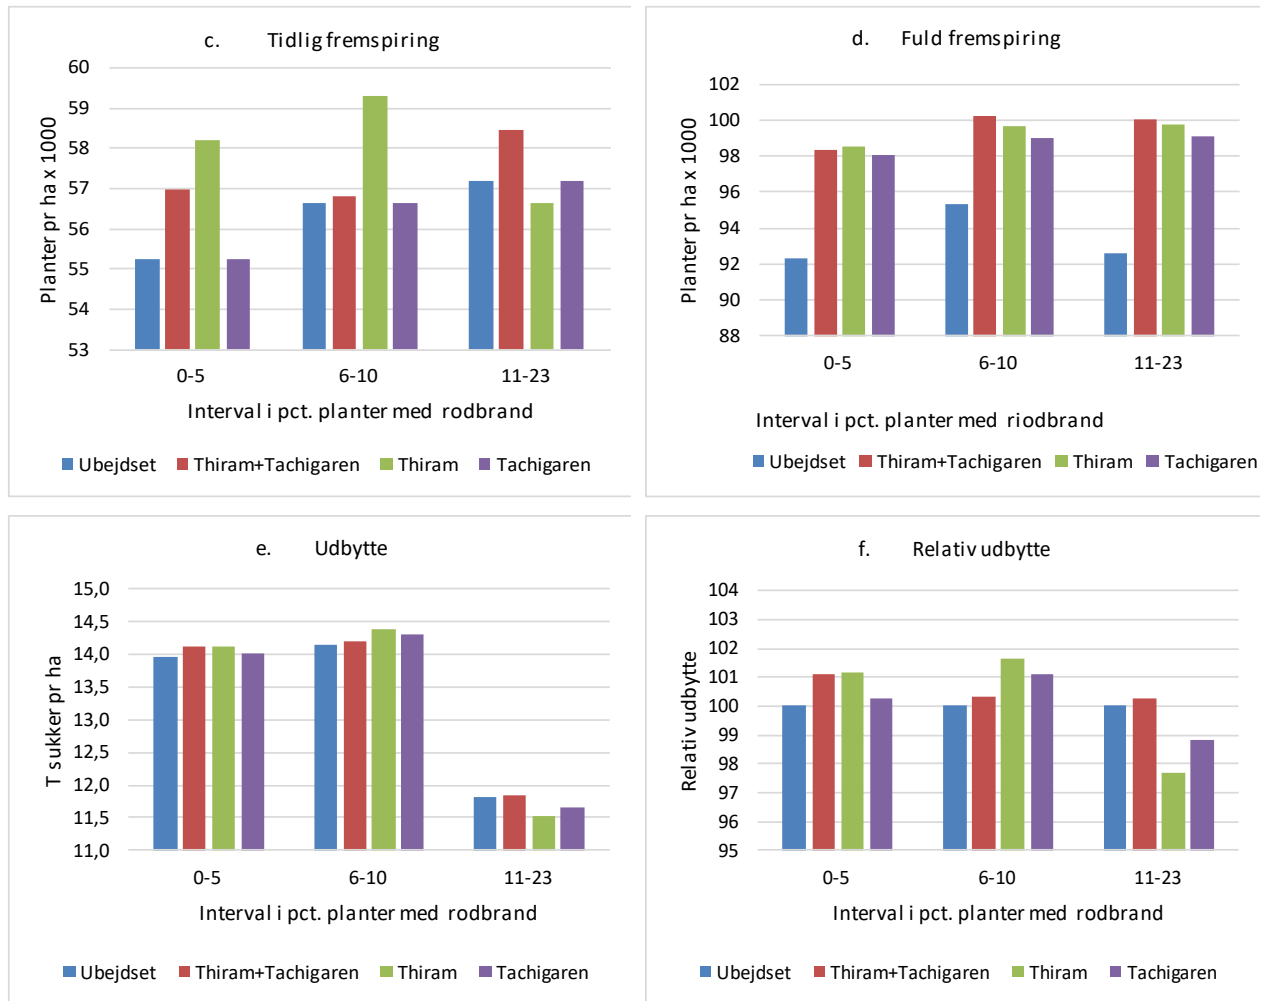 c. Tidlig fremspiring
60
59
58
57
56
55
54
53
Planter pr ha x 1000
0-5 6-10 11-23
Interval i pct. planter med rodbrand
Ubejdset Thiram+Tachigaren Thiram Tachigaren
d. Fuld fremspiring
102
100
98
96
94
92
90
88
Planter pr ha x 1000
0-5 6-10 11-23
Interval i pct. planter med riodbrand
Ubejdset Thiram+Tachigaren Thiram Tachigaren
e. Udbytte
15,0
14,5
14,0
13,5
13,0
12,5
12,0
11,5
11,0
T sukker pr ha
0-5 6-10 11-23
Interval i pct. planter med rodbrand
Ubejdset Thiram+Tachigaren Thiram Tachigaren
f. Relativ udbytte
104
103
102
101
100
99
98
97
96
95
Relativ udbytte
0-5 6-10 11-23
Interval i pct. planter med rodbrand
Ubejdset Thiram+Tachigaren Thiram Tachigaren